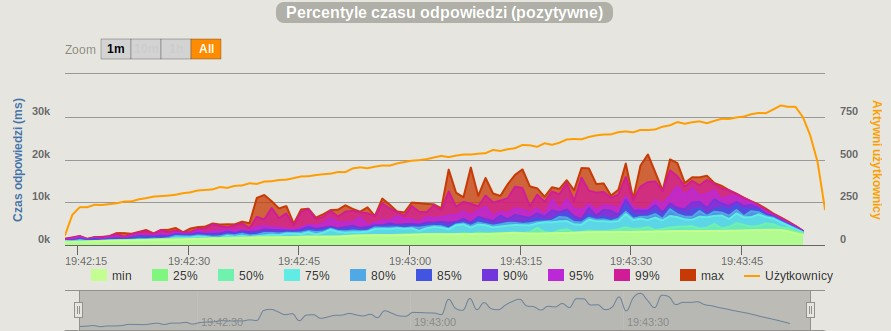 Percentyle czasu odpowiedzi (pozytywne)
Zoom 1m 10m 1h All
Czas odpowiedzi (ms)
30k
20k
10k
0k
750
500
250
0
Aktywni użytkownicy
19:42:15 19:42:30 19:42:45 19:43:00 19:43:15 19:43:30 19:43:45
min 25% 50% 75% 80% 85% 90% 95% 99% max Użytkownicy
19:42:30 19:43:00 19:43:30